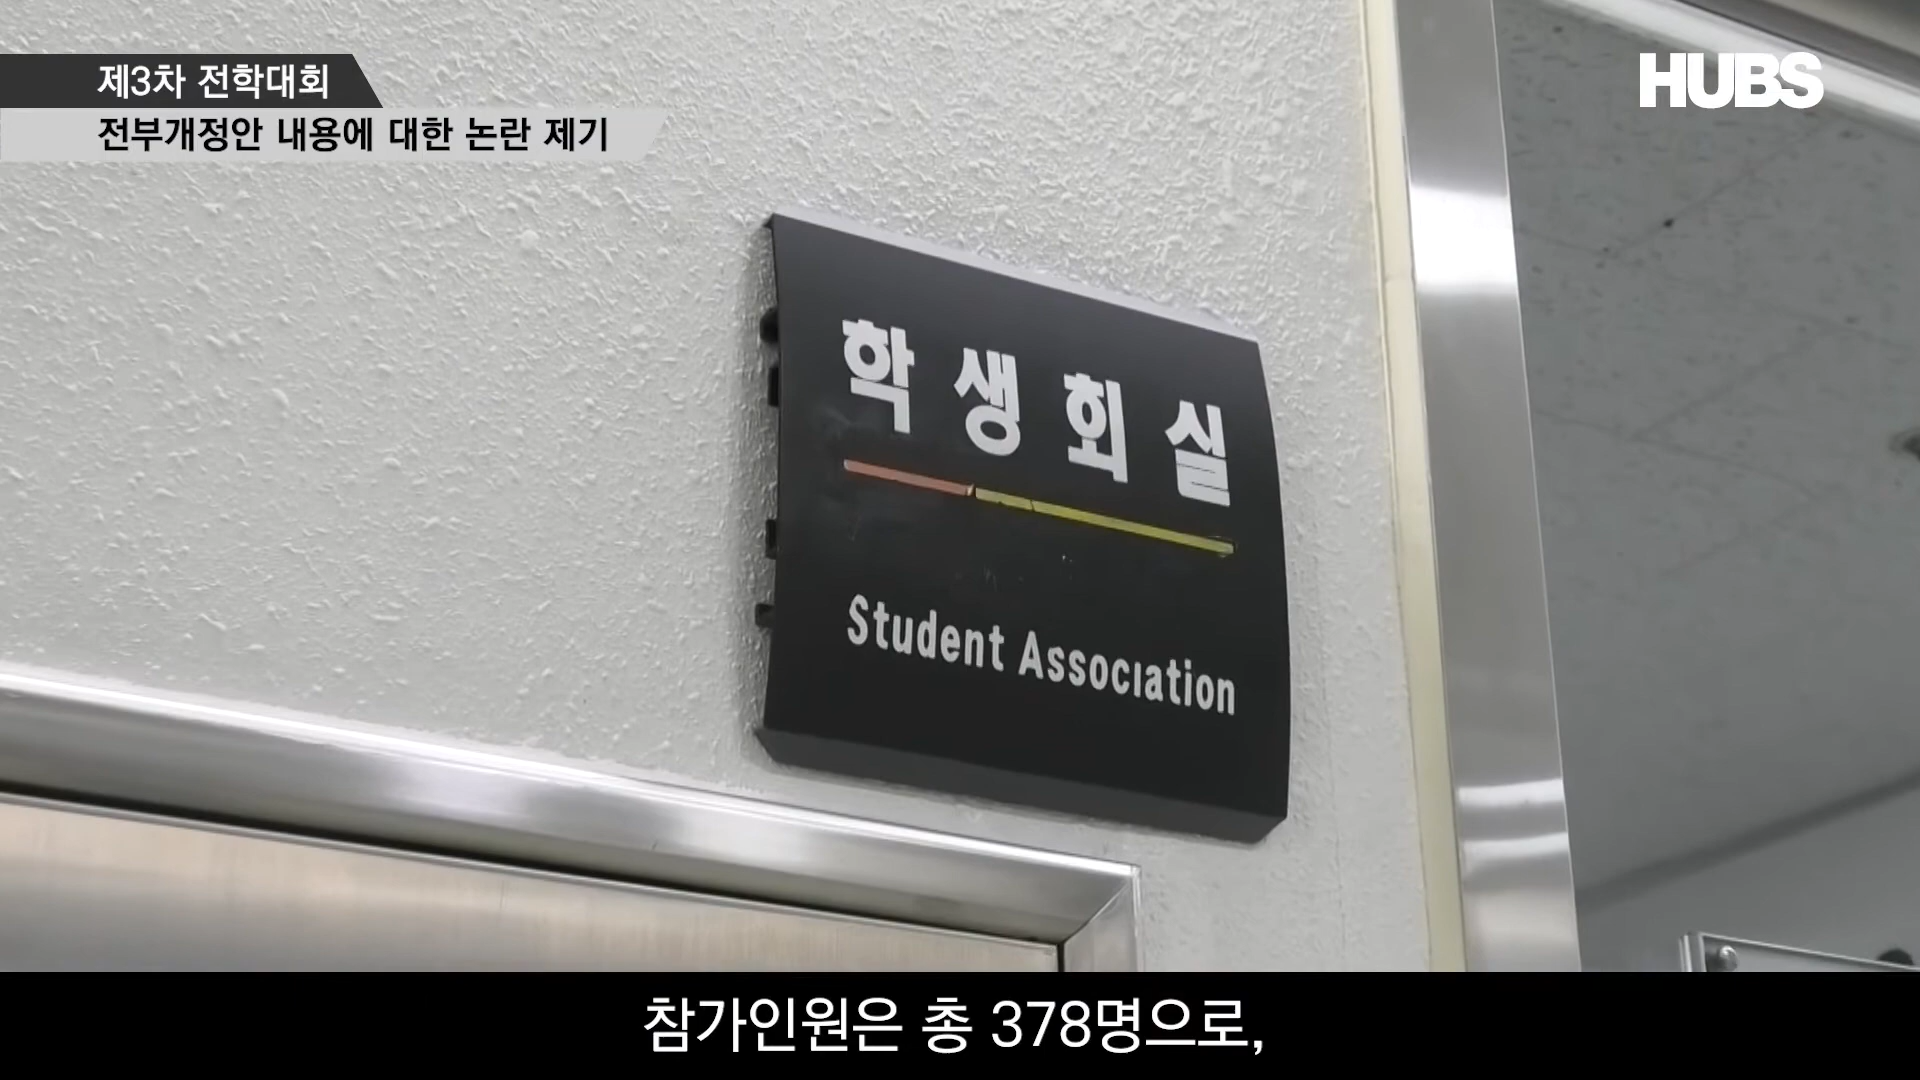 제3차 전학대회
전부개정안 내용에 대한 논란 제기
HUBS
학생회실
Student Association
참가인원은 총 378명으로,